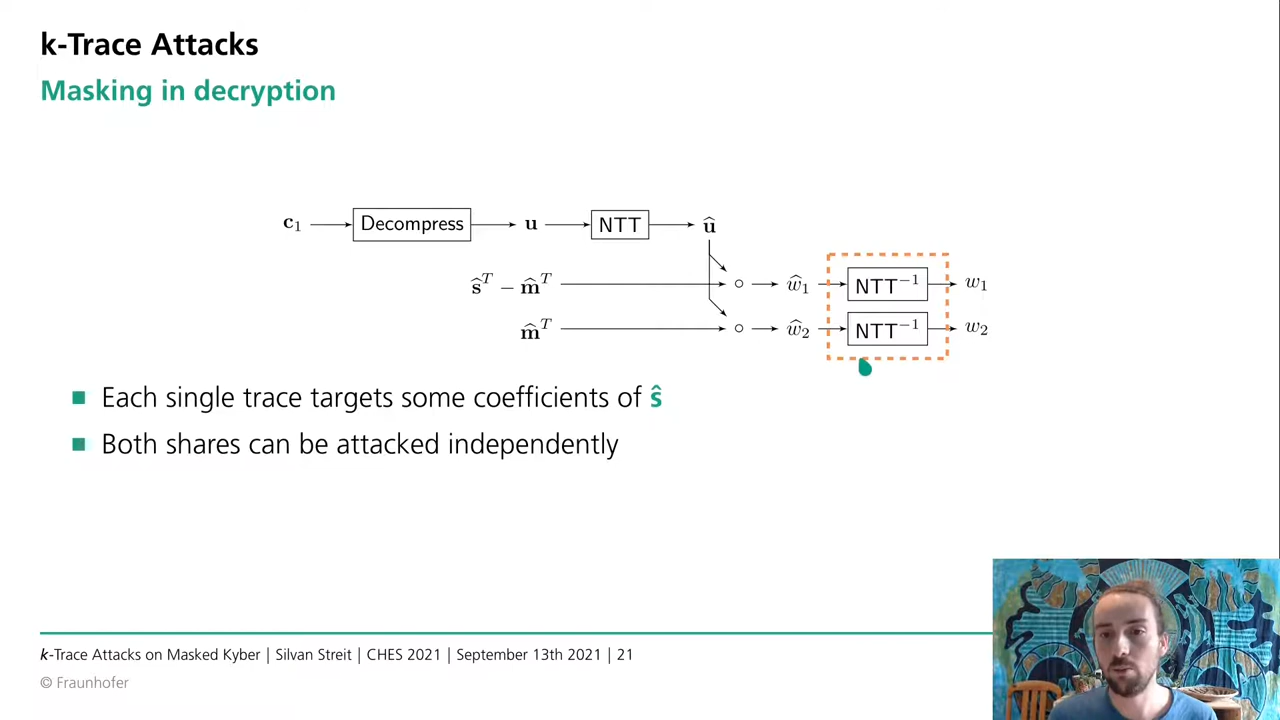 k-Trace Attacks
Masking in decryption
c₁ Decompress u NTT û
ŝᵀ − m̂ᵀ ∘ ŵ₁ NTT⁻¹ w₁
m̂ᵀ ∘ ŵ₂ NTT⁻¹ w₂
Each single trace targets some coefficients of ŝ
Both shares can be attacked independently
k-Trace Attacks on Masked Kyber | Silvan Streit | CHES 2021 | September 13th 2021 | 21
© Fraunhofer